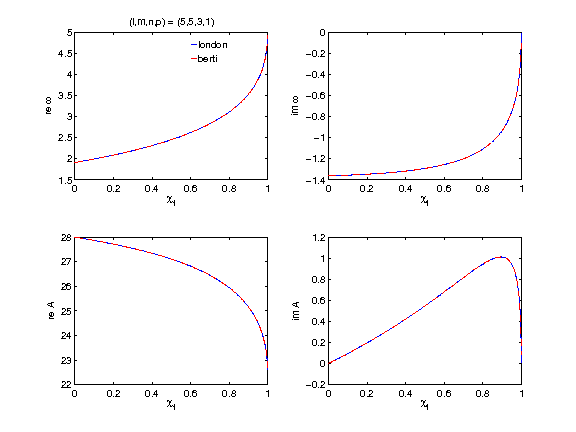 (l,m,n,p) = (5,5,3,1)
london
berti
re ω
5
4.5
4
3.5
3
2.5
2
1.5
0 0.2 0.4 0.6 0.8 1
χf
im ω
0
−0.2
−0.4
−0.6
−0.8
−1
−1.2
−1.4
0 0.2 0.4 0.6 0.8 1
χf
re A
28
27
26
25
24
23
22
0 0.2 0.4 0.6 0.8 1
χf
im A
1.2
1
0.8
0.6
0.4
0.2
0
−0.2
0 0.2 0.4 0.6 0.8 1
χf